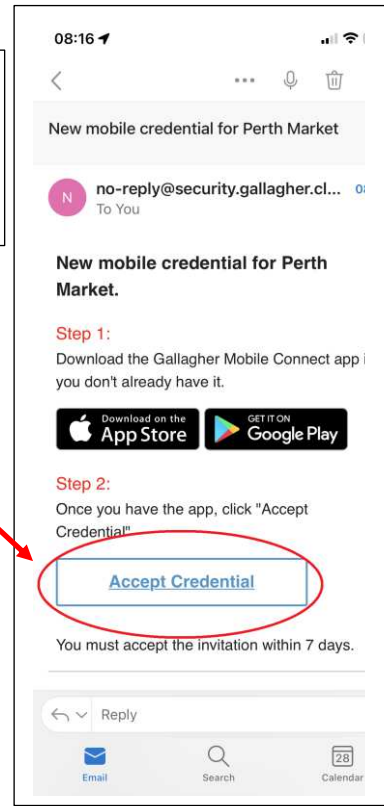 08:16
New mobile credential for Perth Market
N
no-reply@security.gallagher.cl...
To You
New mobile credential for Perth
Market.
Step 1:
Download the Gallagher Mobile Connect app
you don't already have it.
Download on the
App Store
GET IT ON
Google Play
Step 2:
Once you have the app, click "Accept
Credential"
Accept Credential
You must accept the invitation within 7 days.
Reply
Email
Search
28
Calendar